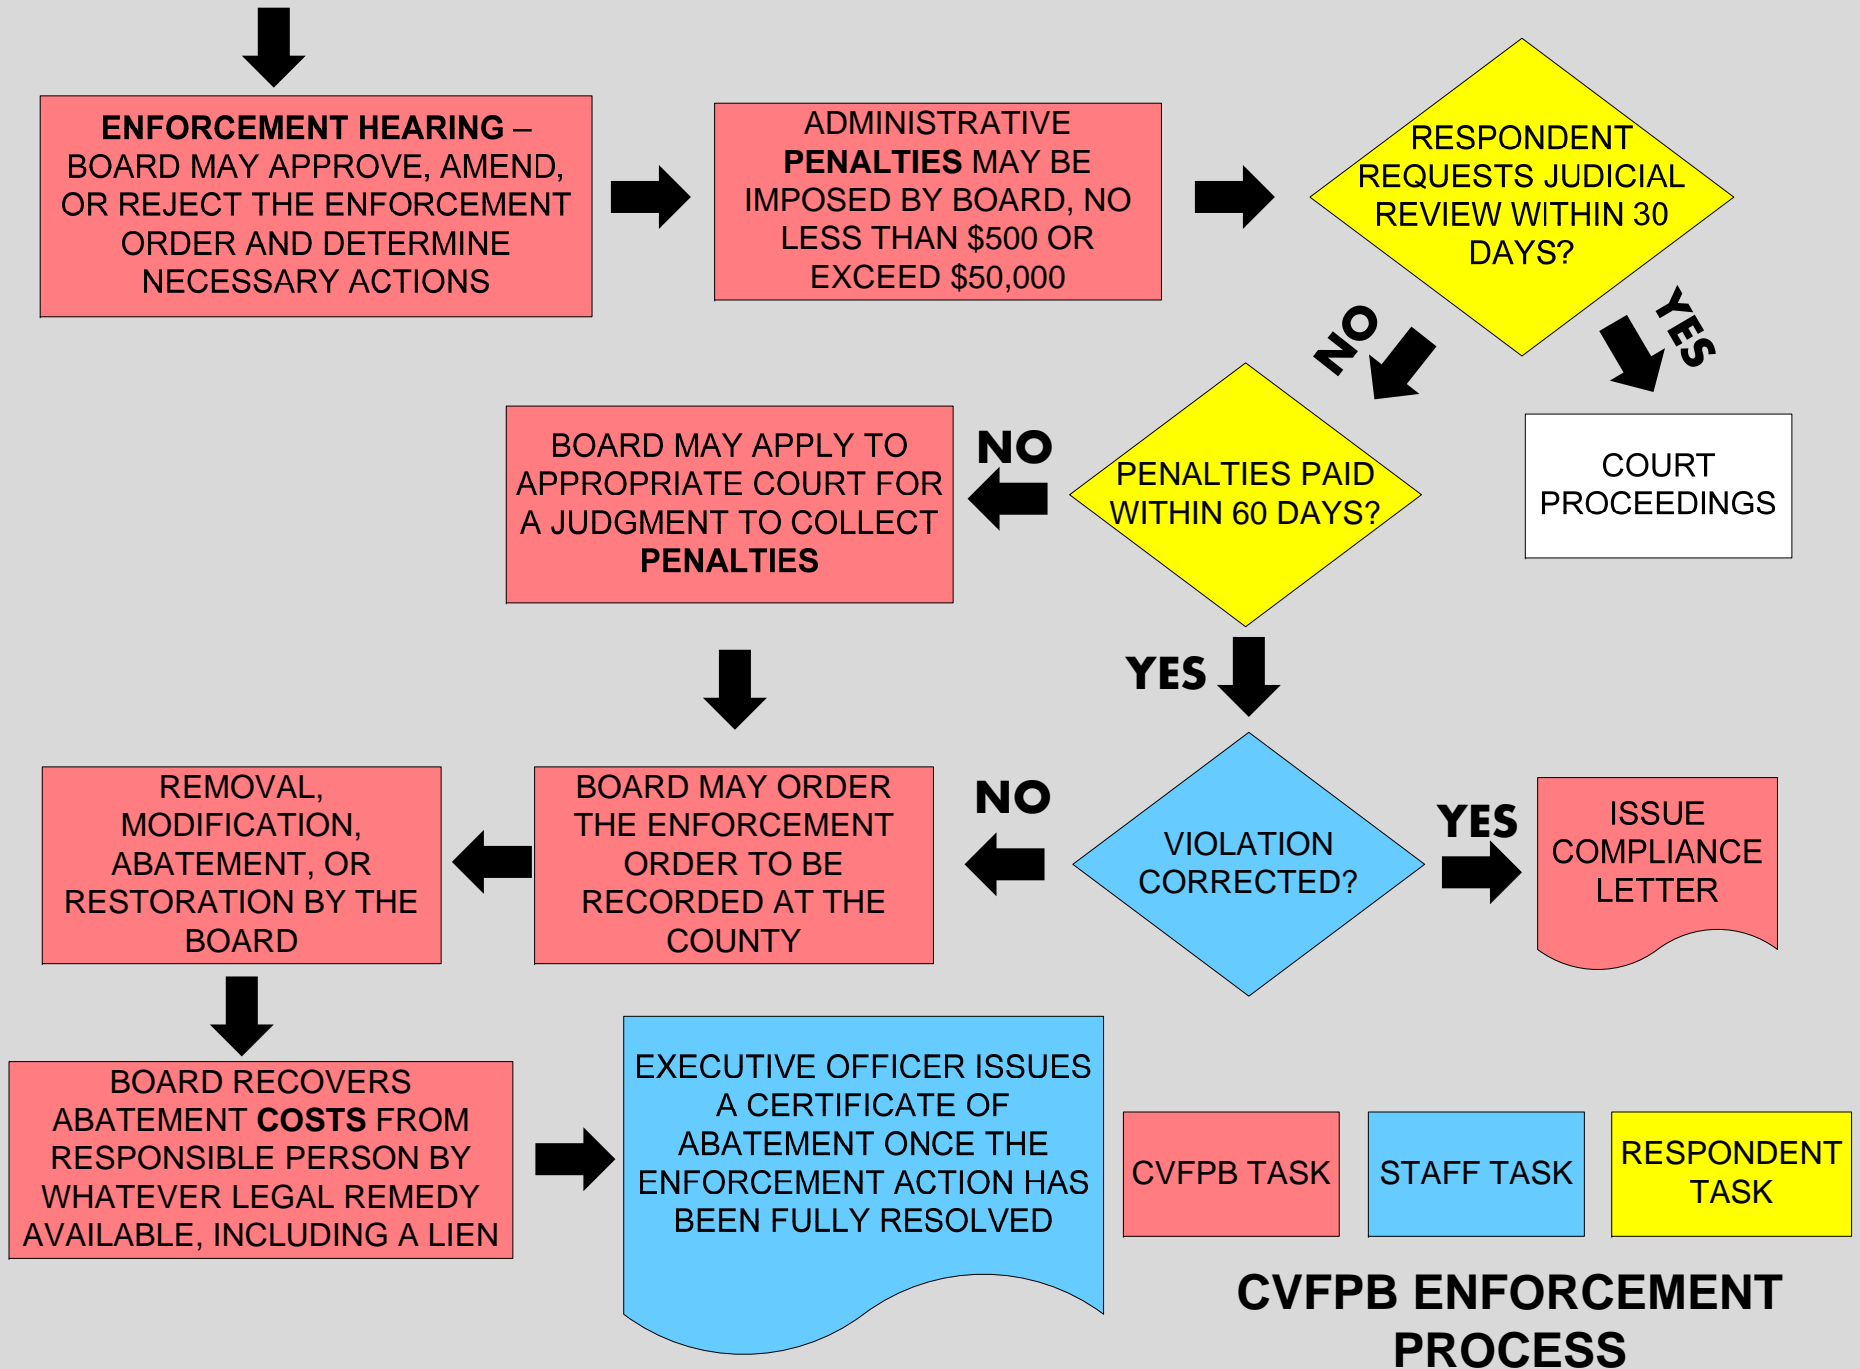 ENFORCEMENT HEARING –
BOARD MAY APPROVE, AMEND,
OR REJECT THE ENFORCEMENT
ORDER AND DETERMINE
NECESSARY ACTIONS
ADMINISTRATIVE
PENALTIES MAY BE
IMPOSED BY BOARD, NO
LESS THAN $500 OR
EXCEED $50,000
RESPONDENT
REQUESTS JUDICIAL
REVIEW WITHIN 30
DAYS?
NO
YES
COURT
PROCEEDINGS
PENALTIES PAID
WITHIN 60 DAYS?
NO
BOARD MAY APPLY TO
APPROPRIATE COURT FOR
A JUDGMENT TO COLLECT
PENALTIES
YES
VIOLATION
CORRECTED?
YES
ISSUE
COMPLIANCE
LETTER
NO
BOARD MAY ORDER
THE ENFORCEMENT
ORDER TO BE
RECORDED AT THE
COUNTY
REMOVAL,
MODIFICATION,
ABATEMENT, OR
RESTORATION BY THE
BOARD
BOARD RECOVERS
ABATEMENT COSTS FROM
RESPONSIBLE PERSON BY
WHATEVER LEGAL REMEDY
AVAILABLE, INCLUDING A LIEN
EXECUTIVE OFFICER ISSUES
A CERTIFICATE OF
ABATEMENT ONCE THE
ENFORCEMENT ACTION HAS
BEEN FULLY RESOLVED
CVFPB TASK
STAFF TASK
RESPONDENT
TASK
CVFPB ENFORCEMENT
PROCESS